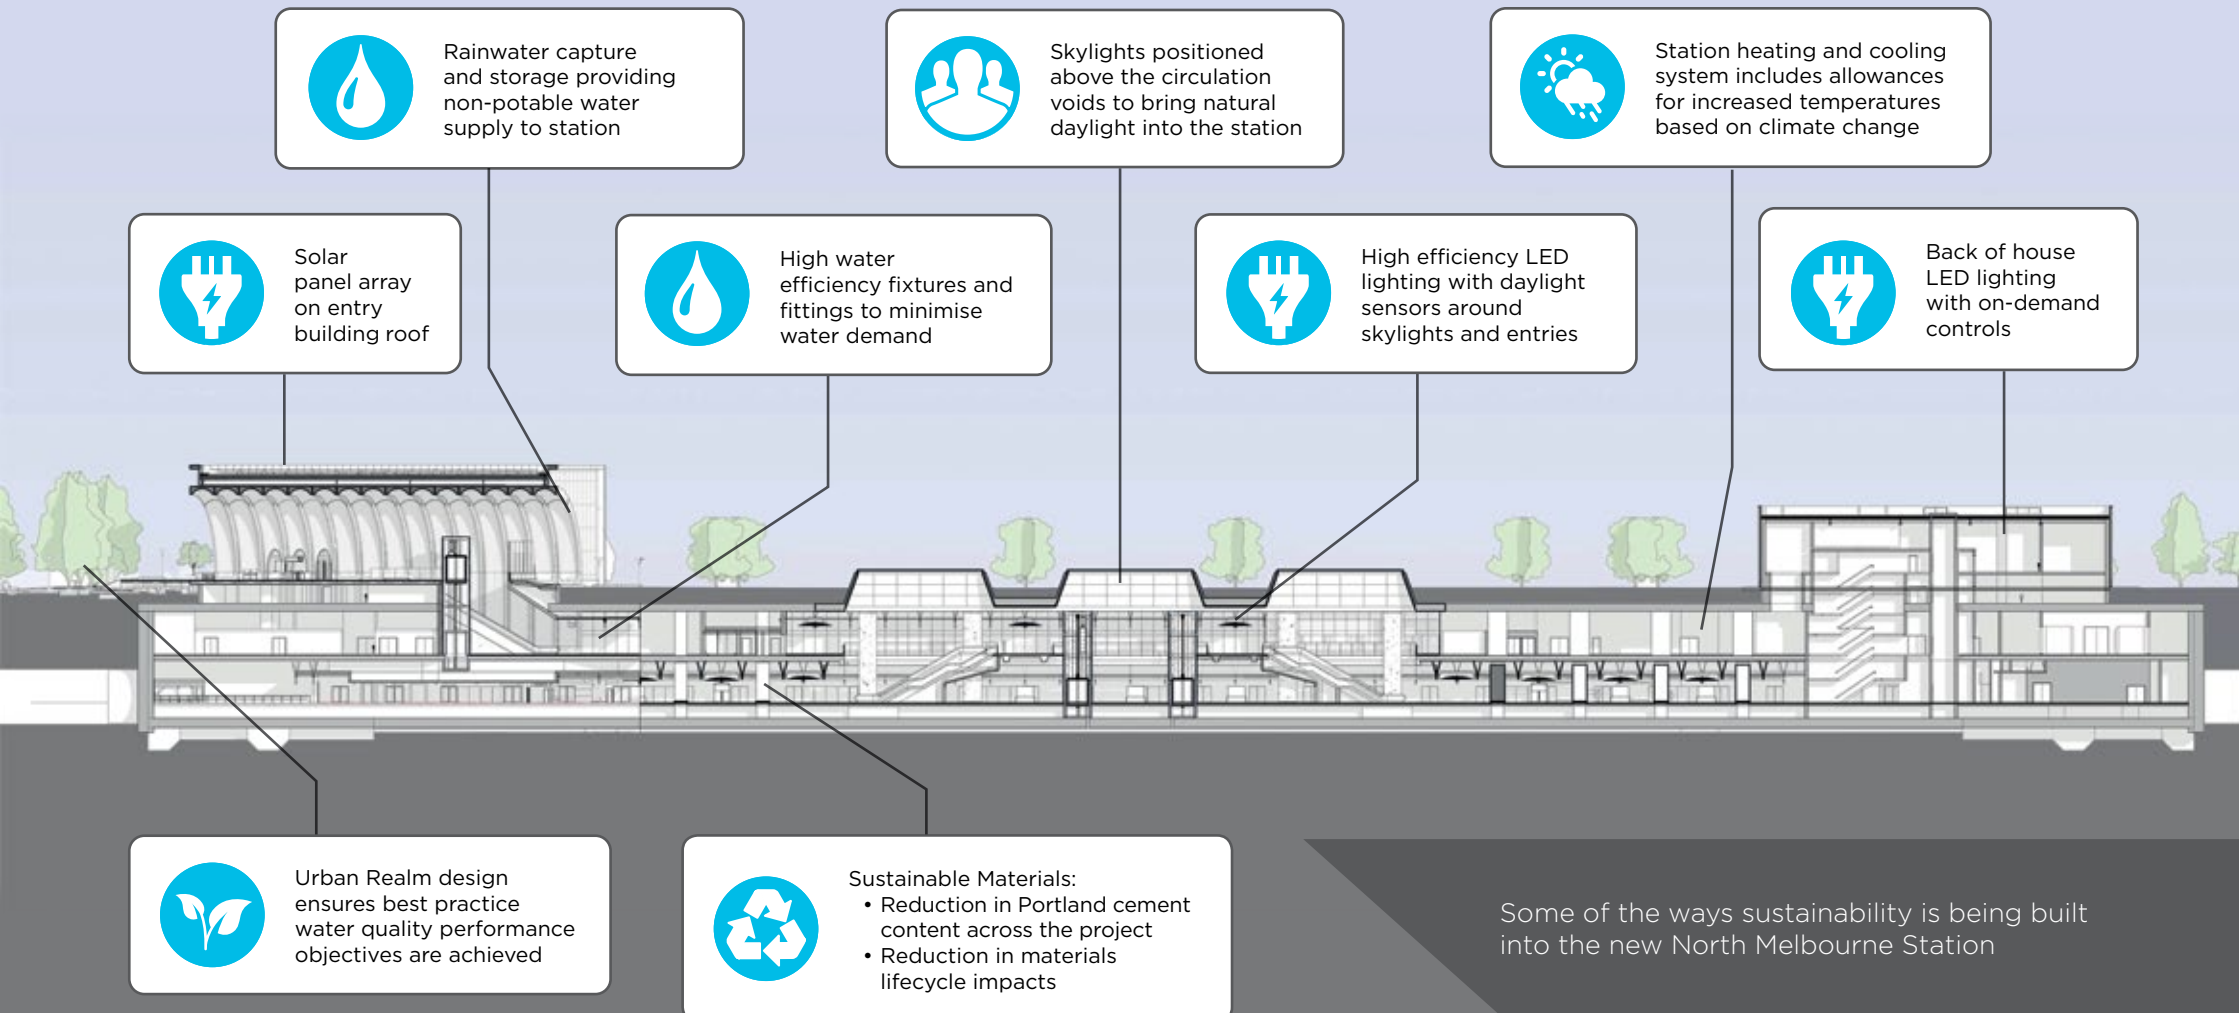 Rainwater capture
and storage providing
non-potable water
supply to station
Skylights positioned
above the circulation
voids to bring natural
daylight into the station
Station heating and cooling
system includes allowances
for increased temperatures
based on climate change
Solar
panel array
on entry
building roof
High water
efficiency fixtures and
fittings to minimise
water demand
High efficiency LED
lighting with daylight
sensors around
skylights and entries
Back of house
LED lighting
with on-demand
controls
Urban Realm design
ensures best practice
water quality performance
objectives are achieved
Sustainable Materials:
• Reduction in Portland cement
content across the project
• Reduction in materials
lifecycle impacts
Some of the ways sustainability is being built
into the new North Melbourne Station